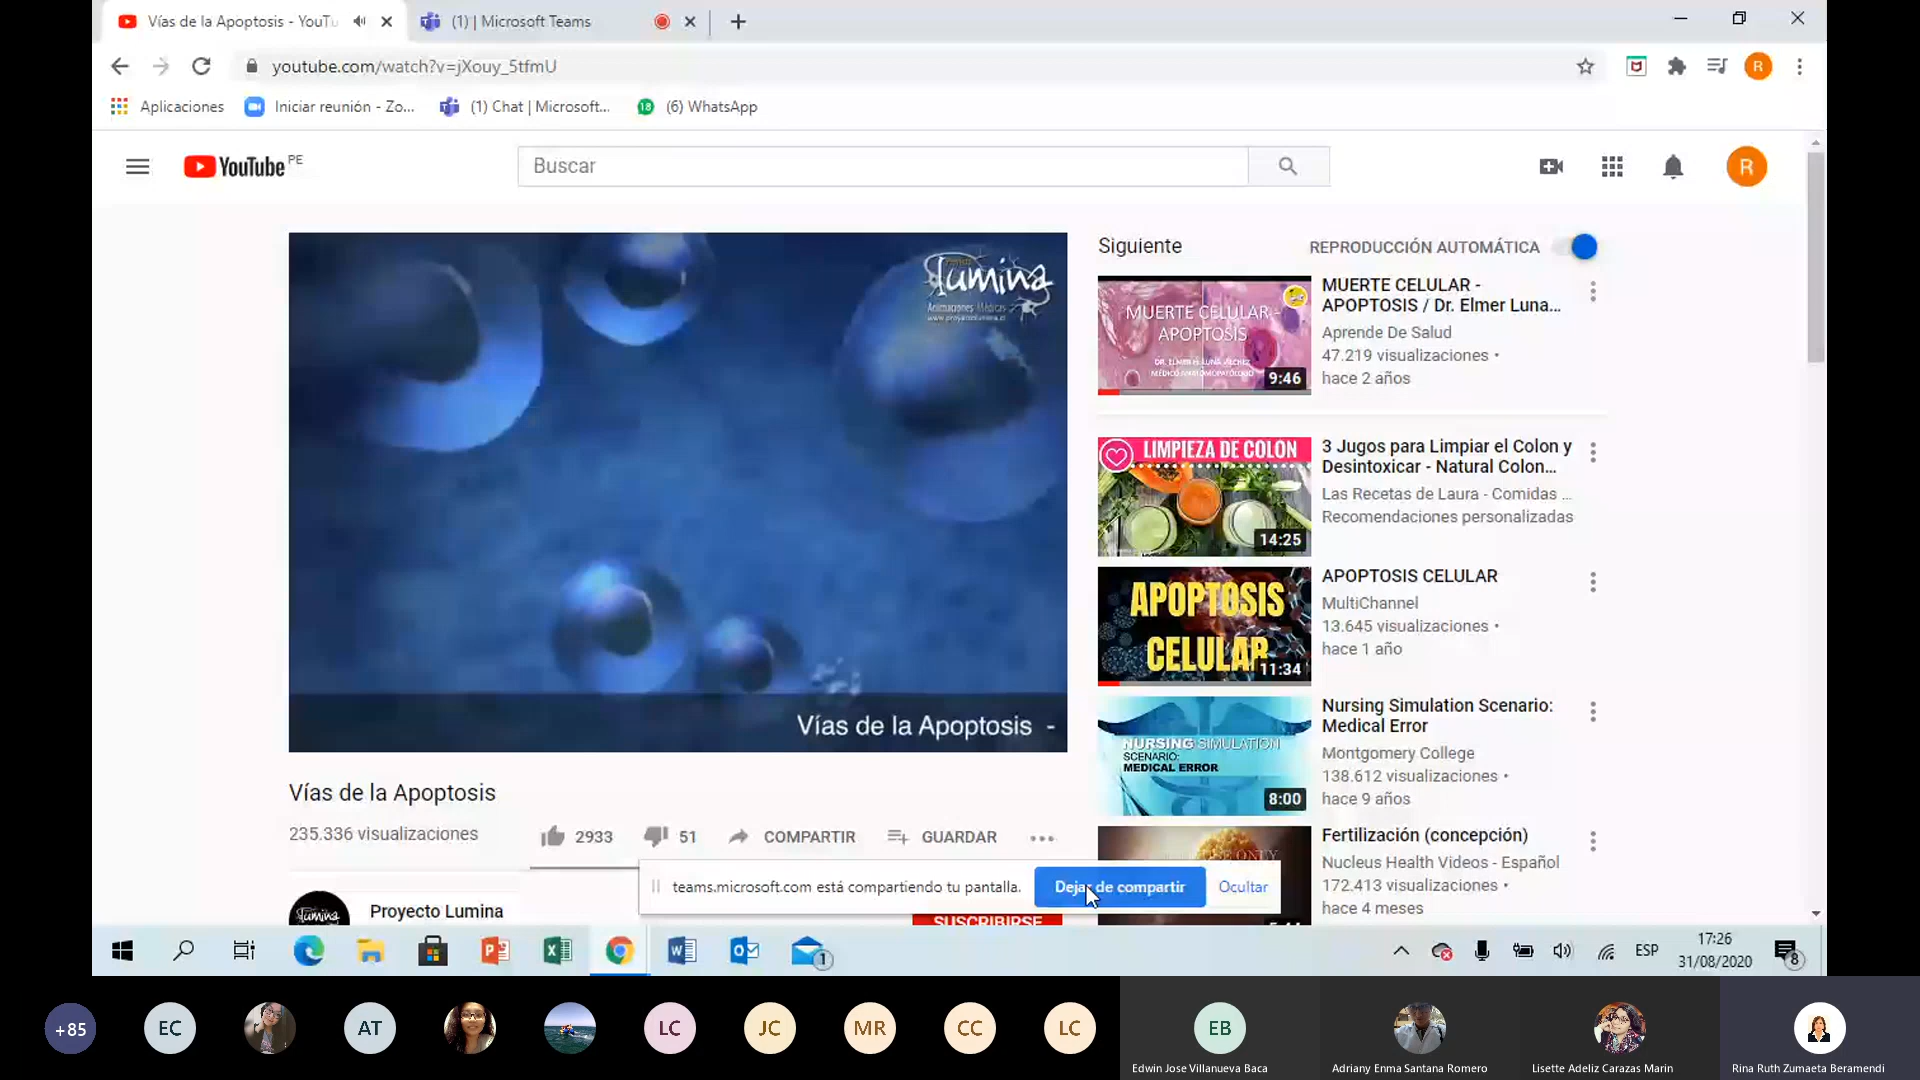 Vías de la Apoptosis - YouTu
(1) | Microsoft Teams
youtube.com/watch?v=jXouy_5tfmU
R
Aplicaciones
Iniciar reunión - Zo...
(1) Chat | Microsoft...
18
(6) WhatsApp
YouTube PE
Buscar
R
Lumina
Animaciones Médicas
Vías de la Apoptosis -
Siguiente
REPRODUCCIÓN AUTOMÁTICA
MUERTE CELULAR -
APOPTOSIS
9:46
MUERTE CELULAR -
APOPTOSIS / Dr. Elmer Luna...
Aprende De Salud
47.219 visualizaciones •
hace 2 años
LIMPIEZA DE COLON
14:25
3 Jugos para Limpiar el Colon y
Desintoxicar - Natural Colon...
Las Recetas de Laura - Comidas ...
Recomendaciones personalizadas
APOPTOSIS
CELULAR
11:34
APOPTOSIS CELULAR
MultiChannel
13.645 visualizaciones •
hace 1 año
NURSING SIMULATION
SCENARIO:
MEDICAL ERROR
8:00
Nursing Simulation Scenario:
Medical Error
Montgomery College
138.612 visualizaciones •
hace 9 años
Fertilización (concepción)
Nucleus Health Videos - Español
172.413 visualizaciones •
hace 4 meses
Vías de la Apoptosis
235.336 visualizaciones
2933
51
COMPARTIR
GUARDAR
teams.microsoft.com está compartiendo tu pantalla.
Dejar de compartir
Ocultar
Lumina
Proyecto Lumina
SUSCRIBIRSE
1
ESP
17:26
31/08/2020
8
+85
EC
AT
LC
JC
MR
CC
LC
EB
Edwin Jose Villanueva Baca
Adriany Enma Santana Romero
Lisette Adeliz Carazas Marin
Rina Ruth Zumaeta Beramendi